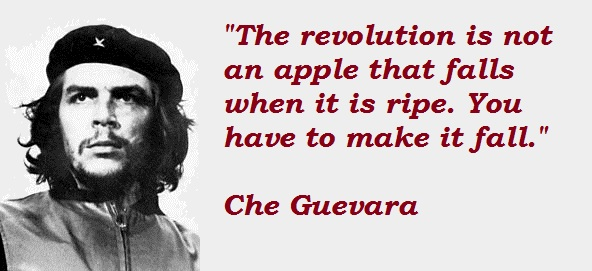 "The revolution is not
an apple that falls
when it is ripe. You
have to make it fall."
Che Guevara